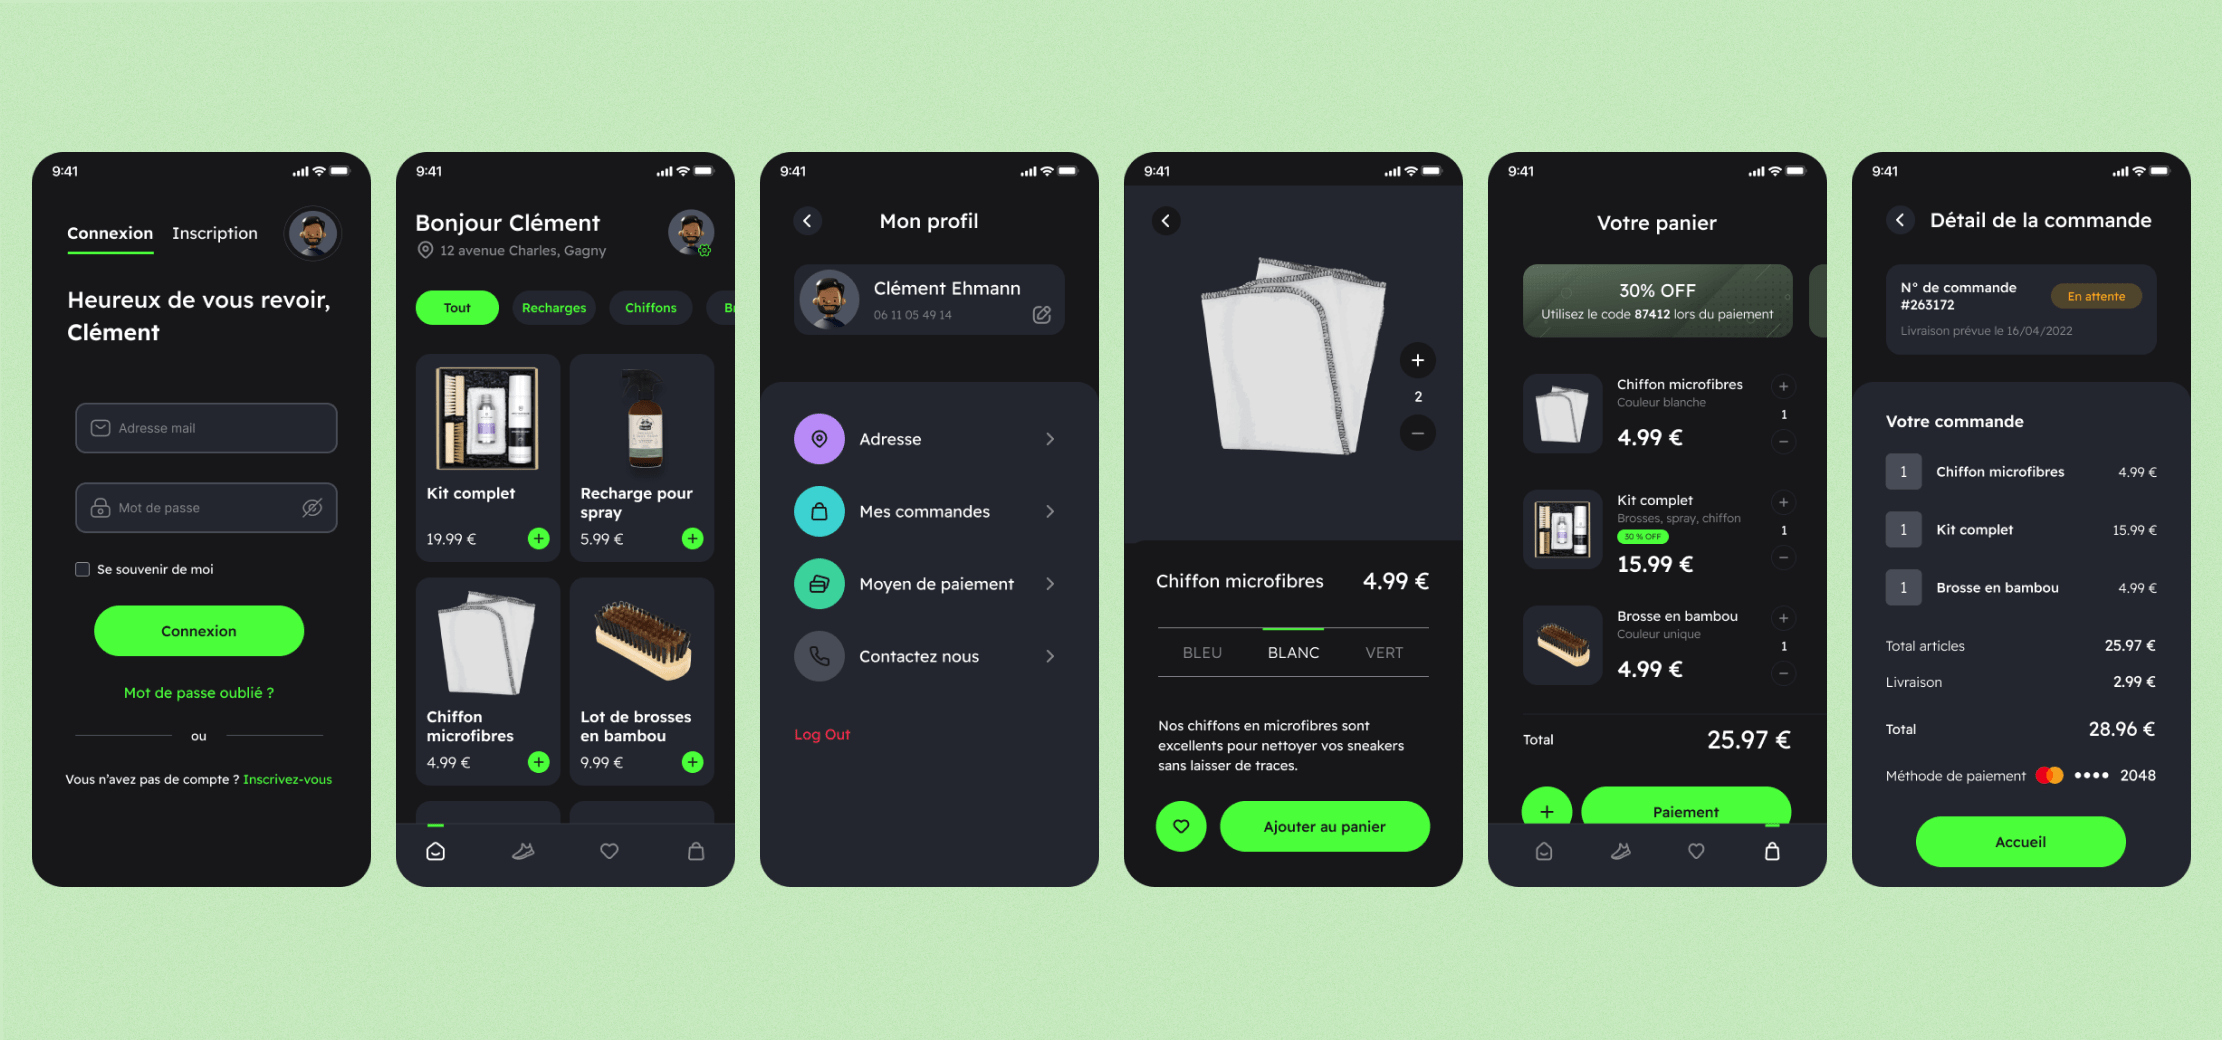 9:41
Connexion Inscription
Heureux de vous revoir,
Clément
Adresse mail
Mot de passe
Se souvenir de moi
Connexion
Mot de passe oublié ?
ou
Vous n'avez pas de compte ? Inscrivez-vous
9:41
Bonjour Clément
12 avenue Charles, Gagny
Tout Recharges Chiffons
Kit complet
19.99 €
Recharge pour
spray
5.99 €
Chiffon
microfibres
4.99 €
Lot de brosses
en bambou
9.99 €
9:41
Mon profil
Clément Ehmann
06 11 05 49 14
Adresse
Mes commandes
Moyen de paiement
Contactez nous
Log Out
9:41
+
2
−
Chiffon microfibres 4.99 €
BLEU BLANC VERT
Nos chiffons en microfibres sont
excellents pour nettoyer vos sneakers
sans laisser de traces.
Ajouter au panier
9:41
Votre panier
30% OFF
Utilisez le code 87412 lors du paiement
Chiffon microfibres
Couleur blanche
4.99 €
1
Kit complet
Brosses, spray, chiffon
30 % OFF
15.99 €
1
Brosse en bambou
Couleur unique
4.99 €
1
Total 25.97 €
+ Paiement
9:41
Détail de la commande
N° de commande
#263172
En attente
Livraison prévue le 16/04/2022
Votre commande
1 Chiffon microfibres 4.99 €
1 Kit complet 15.99 €
1 Brosse en bambou 4.99 €
Total articles 25.97 €
Livraison 2.99 €
Total 28.96 €
Méthode de paiement •••• 2048
Accueil